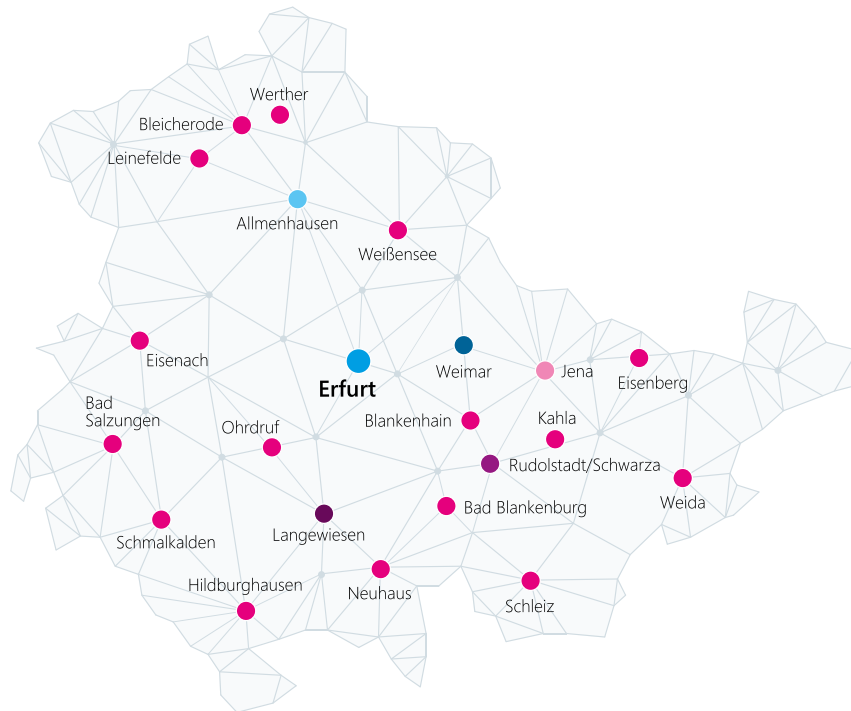 Werther
Bleicherode
Leinefelde
Allmenhausen
Weißensee
Eisenach
Weimar
Jena
Eisenberg
Erfurt
Bad
Salzungen
Ohrdruf
Blankenhain
Kahla
Rudolstadt/Schwarza
Weida
Bad Blankenburg
Langewiesen
Schmalkalden
Hildburghausen
Neuhaus
Schleiz